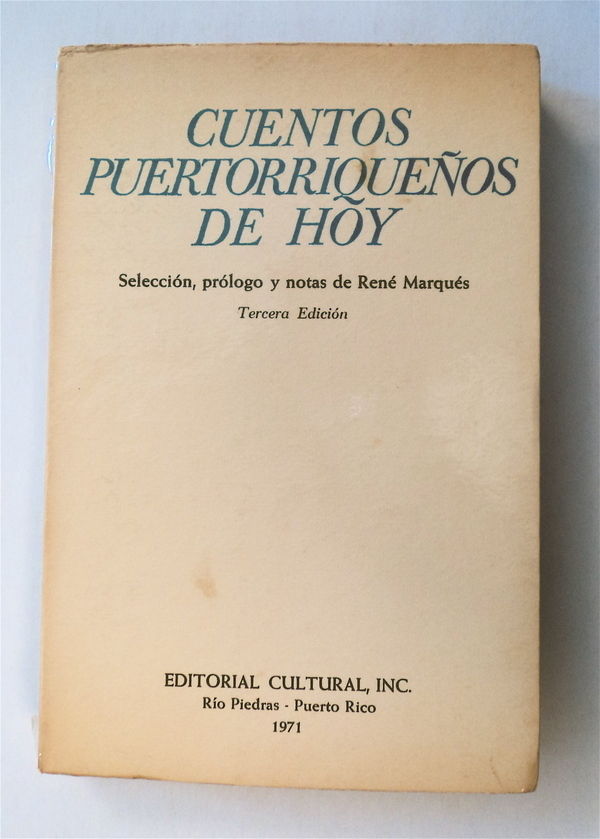 CUENTOS
PUERTORRIQUEÑOS
DE HOY
Selección, prólogo y notas de René Marqués
Tercera Edición
EDITORIAL CULTURAL, INC.
Río Piedras - Puerto Rico
1971